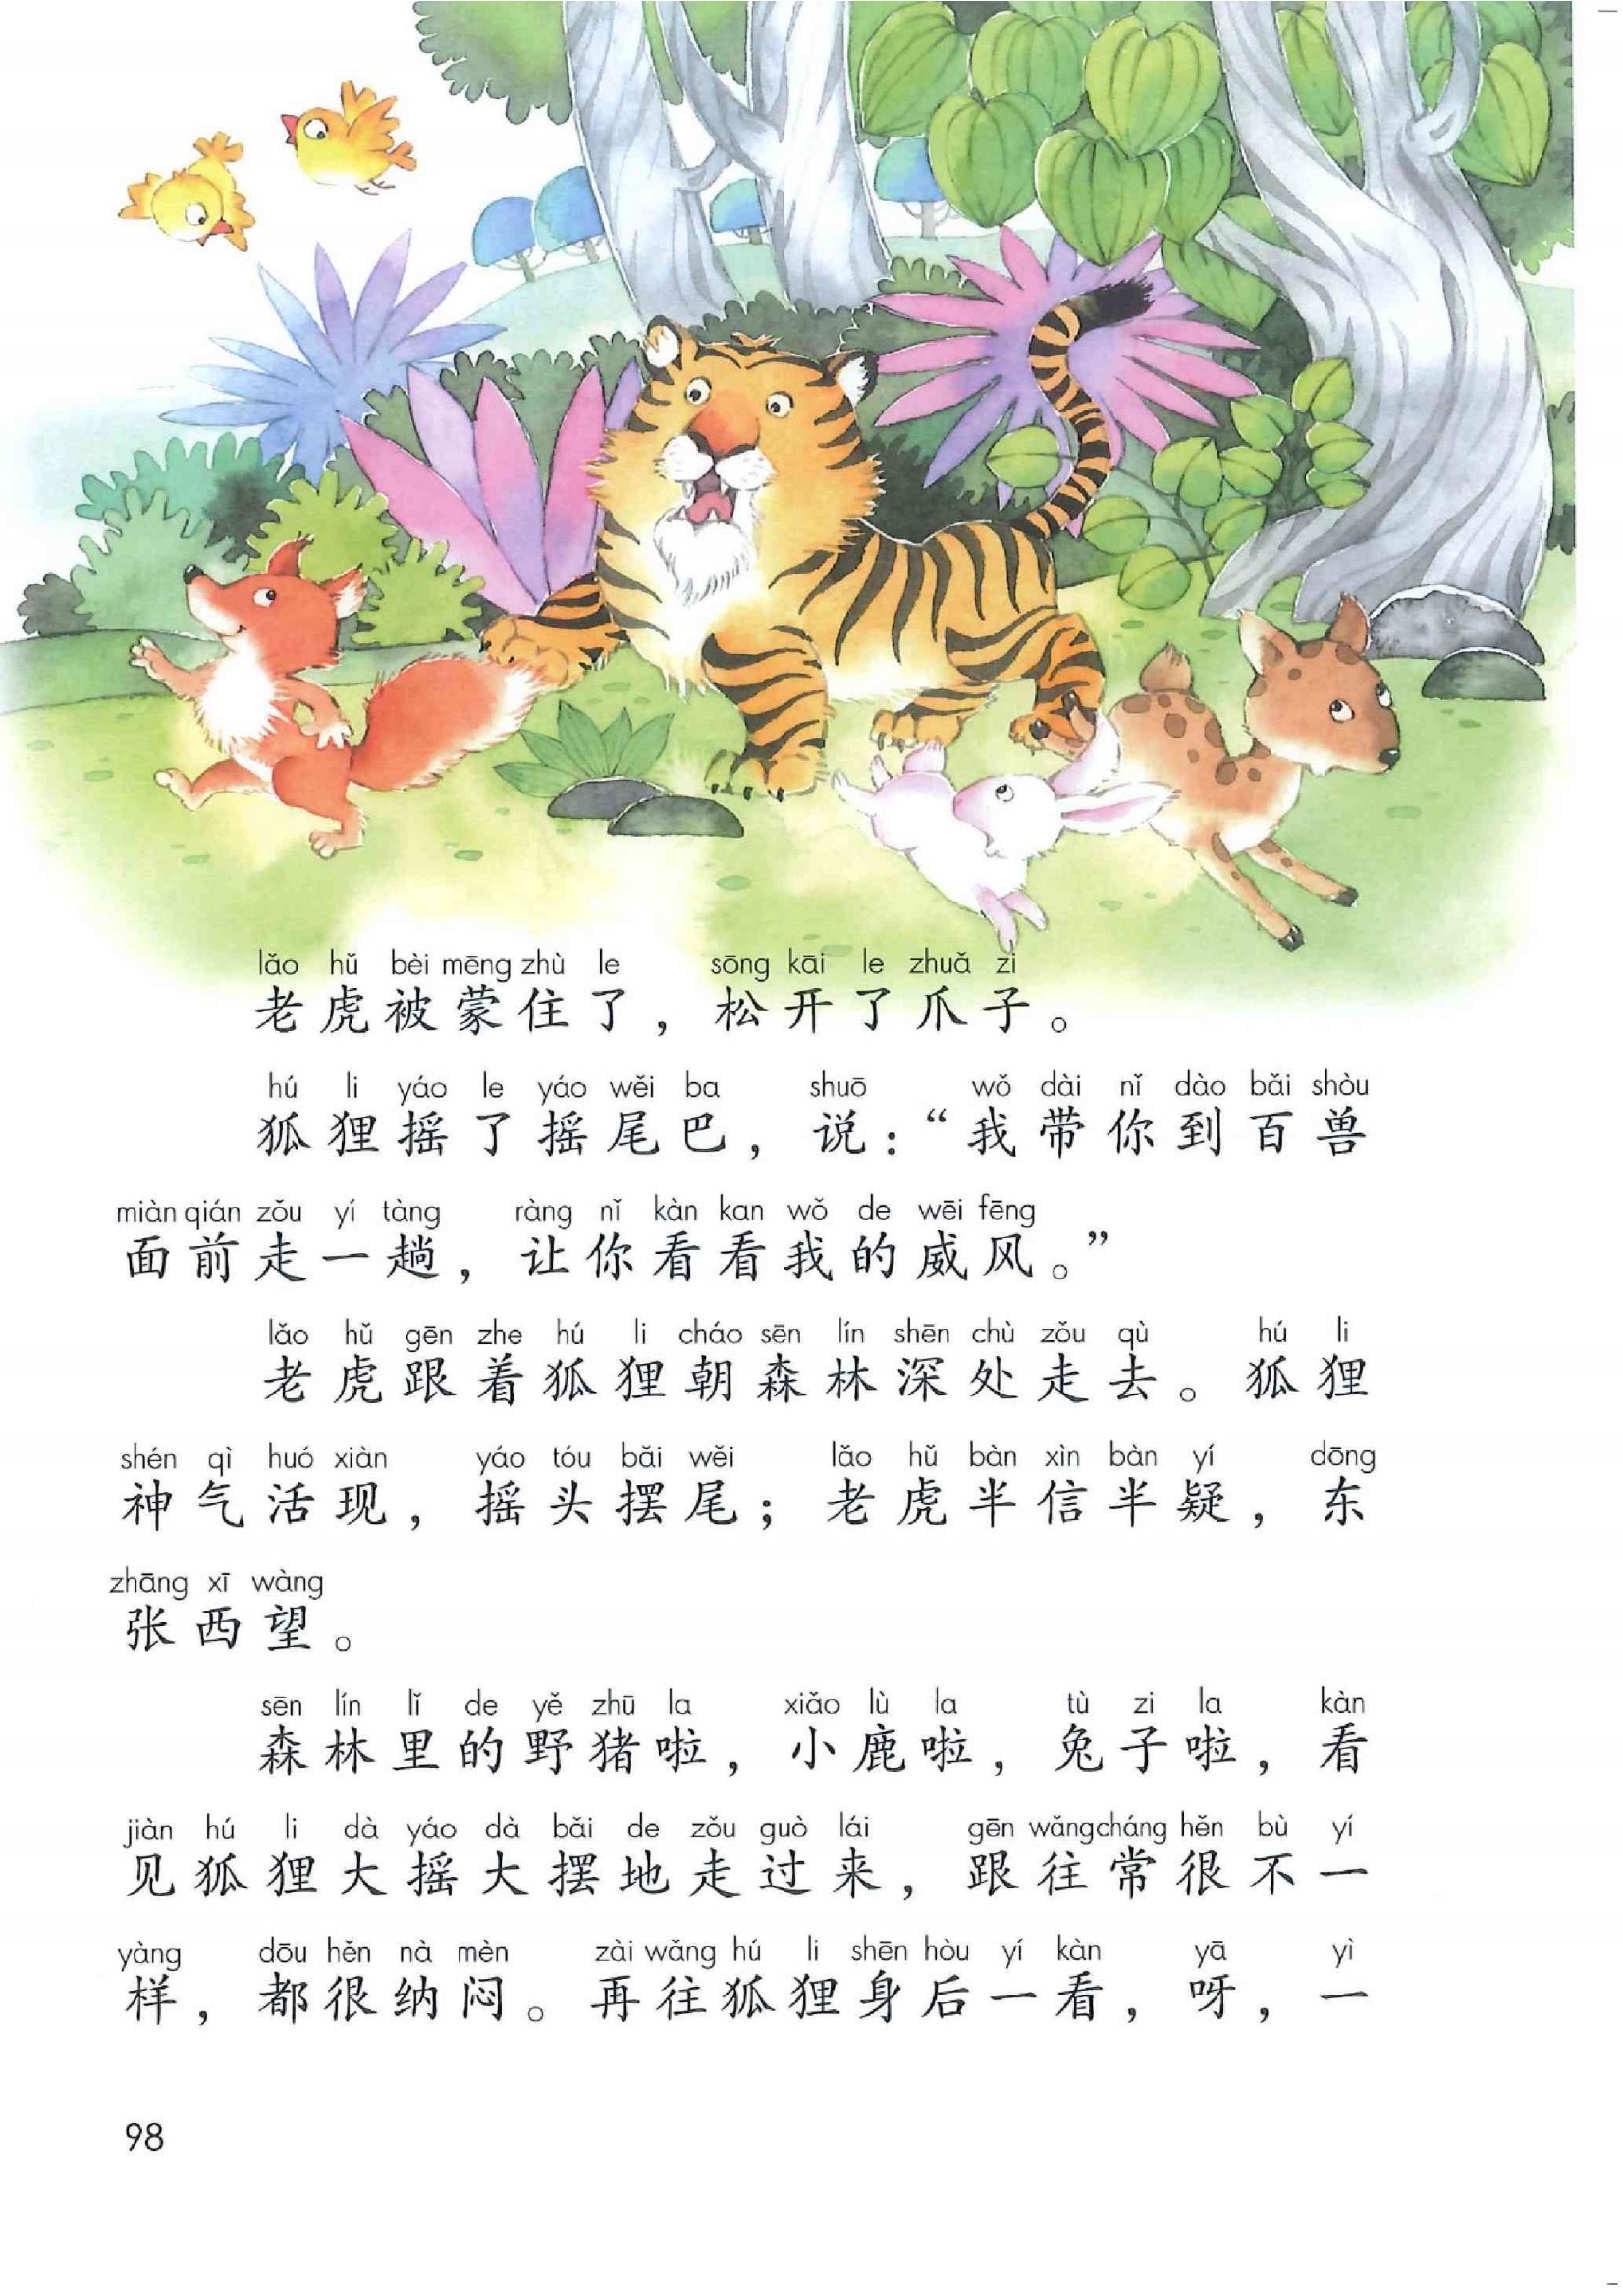 lǎo hǔ bèi mēng zhù le sōng kāi le zhuǎ zi
老虎被蒙住了，松开了爪子。
hú li yáo le yáo wěi ba shuō wǒ dài nǐ dào bǎi shòu
狐狸摇了摇尾巴，说：“我带你到百兽
miàn qián zǒu yí tàng ràng nǐ kàn kan wǒ de wēi fēng
面前走一趟，让你看看我的威风。”
lǎo hǔ gēn zhe hú li cháo sēn lín shēn chù zǒu qù hú li
老虎跟着狐狸朝森林深处走去。狐狸
shén qì huó xiàn yáo tóu bǎi wěi lǎo hǔ bàn xìn bàn yí dōng
神气活现，摇头摆尾；老虎半信半疑，东
zhāng xī wàng
张西望。
sēn lín lǐ de yě zhū la xiǎo lù la tù zi la kàn
森林里的野猪啦，小鹿啦，兔子啦，看
jiàn hú li dà yáo dà bǎi de zǒu guò lái gēn wǎng cháng hěn bù yí
见狐狸大摇大摆地走过来，跟往常很不一
yàng dōu hěn nà mèn zài wǎng hú li shēn hòu yí kàn yā yì
样，都很纳闷。再往狐狸身后一看，呀，一
98